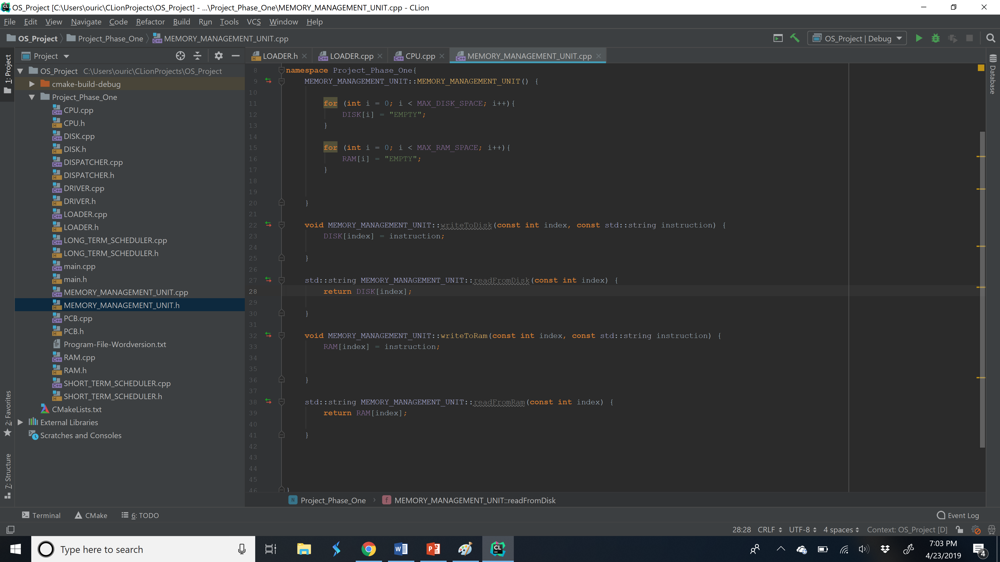 OS_Project [C:\Users\ouric\CLionProjects\OS_Project] - ...\Project_Phase_One\MEMORY_MANAGEMENT_UNIT.cpp - CLion
File Edit View Navigate Code Refactor Build Run Tools VCS Window Help
OS_Project Project_Phase_One MEMORY_MANAGEMENT_UNIT.cpp OS_Project | Debug
1: Project
Project
LOADER.h LOADER.cpp CPU.cpp MEMORY_MANAGEMENT_UNIT.cpp
Database
OS_Project C:\Users\ouric\CLionProjects\OS_Project
cmake-build-debug
Project_Phase_One
CPU.cpp
CPU.h
DISK.cpp
DISK.h
DISPATCHER.cpp
DISPATCHER.h
DRIVER.cpp
DRIVER.h
LOADER.cpp
LOADER.h
LONG_TERM_SCHEDULER.cpp
LONG_TERM_SCHEDULER.h
main.cpp
main.h
MEMORY_MANAGEMENT_UNIT.cpp
MEMORY_MANAGEMENT_UNIT.h
PCB.cpp
PCB.h
Program-File-Wordversion.txt
RAM.cpp
RAM.h
SHORT_TERM_SCHEDULER.cpp
SHORT_TERM_SCHEDULER.h
CMakeLists.txt
External Libraries
Scratches and Consoles
2: Favorites
7: Structure
8 namespace Project_Phase_One{
9 MEMORY_MANAGEMENT_UNIT::MEMORY_MANAGEMENT_UNIT() {
10
11 for (int i = 0; i < MAX_DISK_SPACE; i++){
12 DISK[i] = "EMPTY";
13 }
14
15 for (int i = 0; i < MAX_RAM_SPACE; i++){
16 RAM[i] = "EMPTY";
17 }
18
19
20 }
21
22 void MEMORY_MANAGEMENT_UNIT::writeToDisk(const int index, const std::string instruction) {
23 DISK[index] = instruction;
24
25 }
26
27 std::string MEMORY_MANAGEMENT_UNIT::readFromDisk(const int index) {
28 return DISK[index];
29
30 }
31
32 void MEMORY_MANAGEMENT_UNIT::writeToRam(const int index, const std::string instruction) {
33 RAM[index] = instruction;
34
35
36 }
37
38 std::string MEMORY_MANAGEMENT_UNIT::readFromRam(const int index) {
39 return RAM[index];
40
41 }
42
43
44
45
46 }
Project_Phase_One MEMORY_MANAGEMENT_UNIT::readFromDisk
Terminal CMake 6: TODO Event Log
28:28 CRLF UTF-8 4 spaces Context: OS_Project [D]
Type here to search
7:03 PM
4/23/2019
4